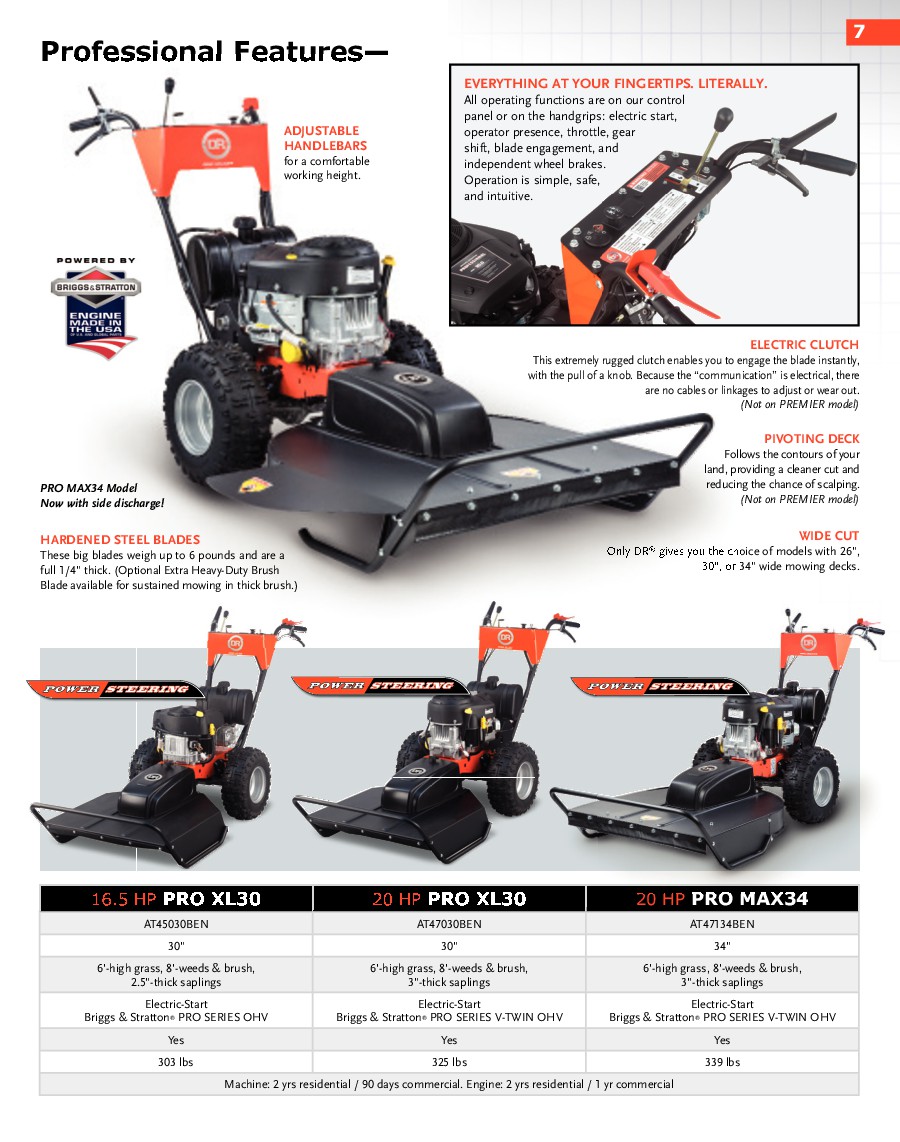 7
Professional Features—
EVERYTHING AT YOUR FINGERTIPS. LITERALLY.
All operating functions are on our control
panel or on the handgrips: electric start,
operator presence, throttle, gear
shift, blade engagement, and
independent wheel brakes.
Operation is simple, safe,
and intuitive.
ADJUSTABLE
HANDLEBARS
for a comfortable
working height.
DR
POWERED BY
BRIGGS & STRATTON
ENGINE
MADE IN
THE USA
OF U.S. AND GLOBAL PARTS
ELECTRIC CLUTCH
This extremely rugged clutch enables you to engage the blade instantly,
with the pull of a knob. Because the “communication” is electrical, there
are no cables or linkages to adjust or wear out.
(Not on PREMIER model)
PIVOTING DECK
Follows the contours of your
land, providing a cleaner cut and
reducing the chance of scalping.
(Not on PREMIER model)
PRO MAX34 Model
Now with side discharge!
HARDENED STEEL BLADES
These big blades weigh up to 6 pounds and are a
full 1/4" thick. (Optional Extra Heavy-Duty Brush
Blade available for sustained mowing in thick brush.)
WIDE CUT
Only DR® gives you the choice of models with 26",
30", or 34" wide mowing decks.
DR DR DR
POWER STEERING POWER STEERING POWER STEERING
16.5 HP PRO XL30 20 HP PRO XL30 20 HP PRO MAX34
AT45030BEN AT47030BEN AT47134BEN
30" 30" 34"
6'-high grass, 8'-weeds & brush, 6'-high grass, 8'-weeds & brush, 6'-high grass, 8'-weeds & brush,
2.5"-thick saplings 3"-thick saplings 3"-thick saplings
Electric-Start Electric-Start Electric-Start
Briggs & Stratton® PRO SERIES OHV Briggs & Stratton® PRO SERIES V-TWIN OHV Briggs & Stratton® PRO SERIES V-TWIN OHV
Yes Yes Yes
303 lbs 325 lbs 339 lbs
Machine: 2 yrs residential / 90 days commercial. Engine: 2 yrs residential / 1 yr commercial